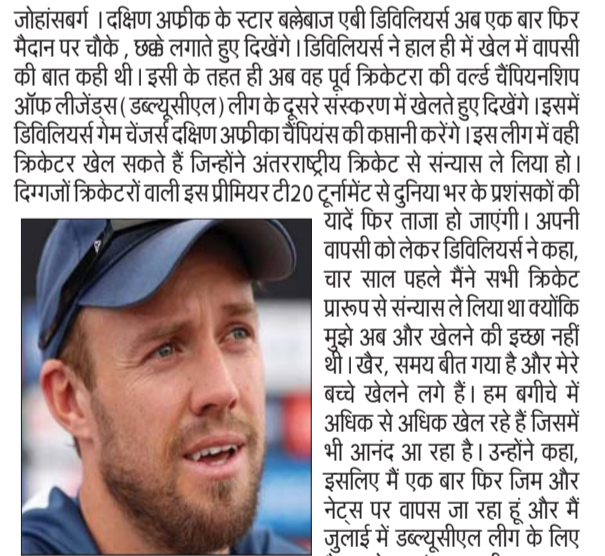 जोहांसबर्ग । दक्षिण अफ्रीक के स्टार बल्लेबाज एबी डिविलियर्स अब एक बार फिर
मैदान पर चौके , छक्के लगाते हुए दिखेंगे । डिविलियर्स ने हाल ही में खेल में वापसी
की बात कही थी । इसी के तहत ही अब वह पूर्व क्रिकेटरा की वर्ल्ड चैंपियनशिप
ऑफ लीजेंड्स ( डब्ल्यूसीएल ) लीग के दूसरे संस्करण में खेलते हुए दिखेंगे । इसमें
डिविलियर्स गेम चेंजर्स दक्षिण अफ्रीका चैंपियंस की कप्तानी करेंगे । इस लीग में वही
क्रिकेटर खेल सकते हैं जिन्होंने अंतरराष्ट्रीय क्रिकेट से संन्यास ले लिया हो ।
दिग्गजों क्रिकेटरों वाली इस प्रीमियर टी20 टूर्नामेंट से दुनिया भर के प्रशंसकों की
यादें फिर ताजा हो जाएंगी । अपनी
वापसी को लेकर डिविलियर्स ने कहा,
चार साल पहले मैंने सभी क्रिकेट
प्रारूप से संन्यास ले लिया था क्योंकि
मुझे अब और खेलने की इच्छा नहीं
थी । खैर, समय बीत गया है और मेरे
बच्चे खेलने लगे हैं । हम बगीचे में
अधिक से अधिक खेल रहे हैं जिसमें
भी आनंद आ रहा है । उन्होंने कहा,
इसलिए मैं एक बार फिर जिम और
नेट्स पर वापस जा रहा हूं और मैं
जुलाई में डब्ल्यूसीएल लीग के लिए